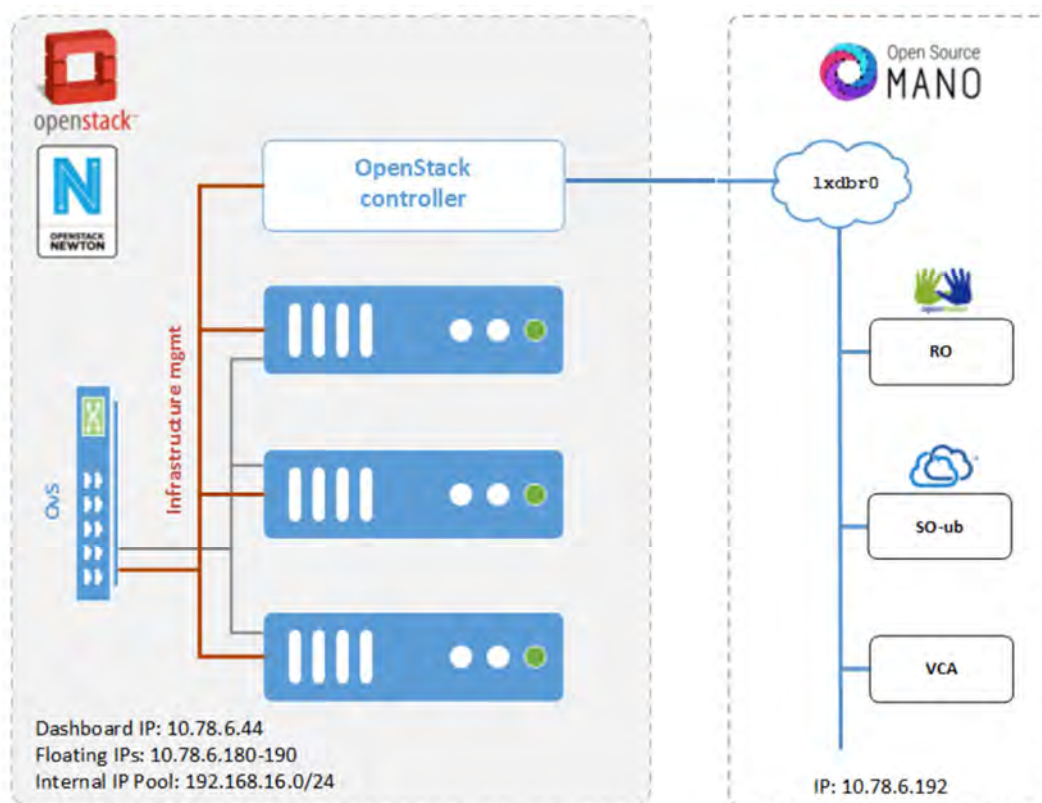 openstack
N
OPENSTACK
NEWTON
OpenStack
controller
Infrastructure mgmt
OvS
Dashboard IP: 10.78.6.44
Floating IPs: 10.78.6.180-190
Internal IP Pool: 192.168.16.0/24
Open Source
MANO
lxdbr0
RO
SO-ub
VCA
IP: 10.78.6.192